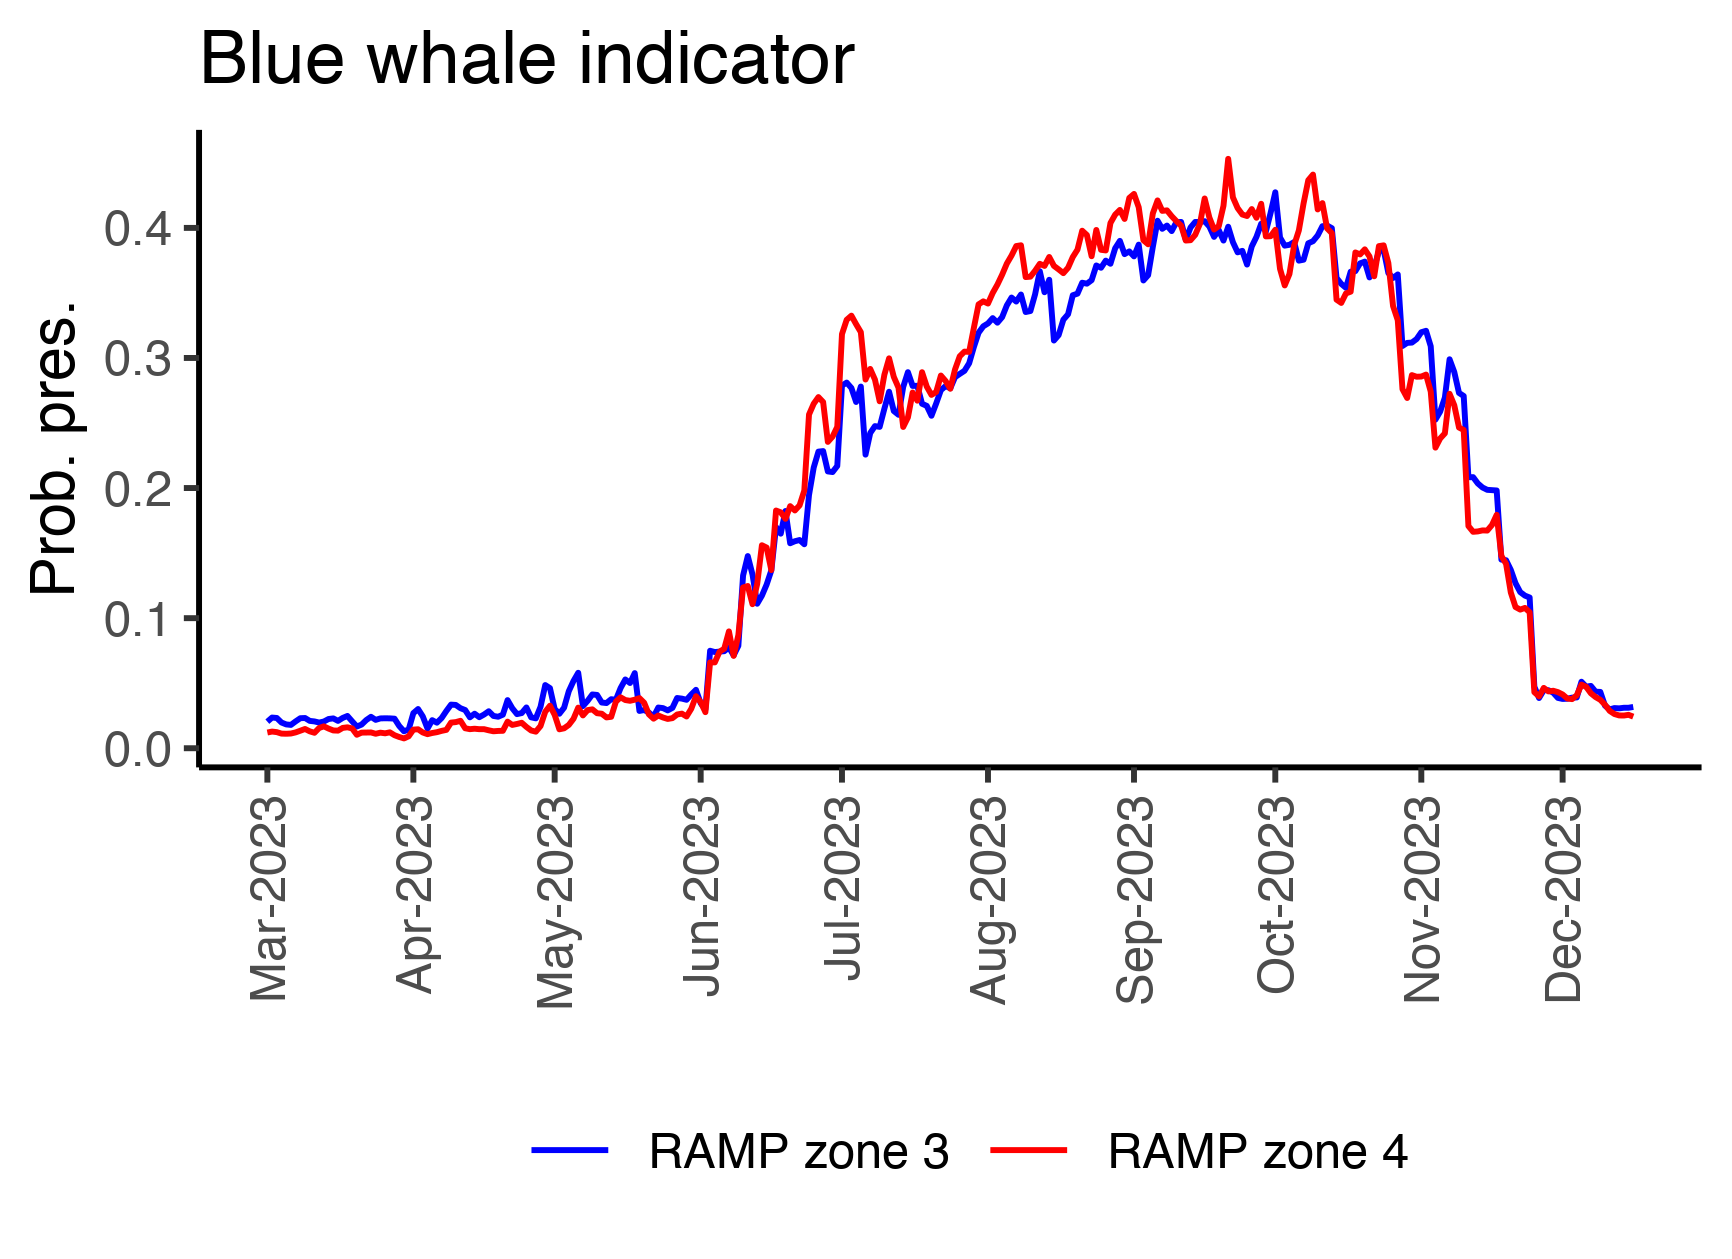 Blue whale indicator
Prob. pres.
0.4
0.3
0.2
0.1
0.0
Mar-2023
Apr-2023
May-2023
Jun-2023
Jul-2023
Aug-2023
Sep-2023
Oct-2023
Nov-2023
Dec-2023
RAMP zone 3
RAMP zone 4